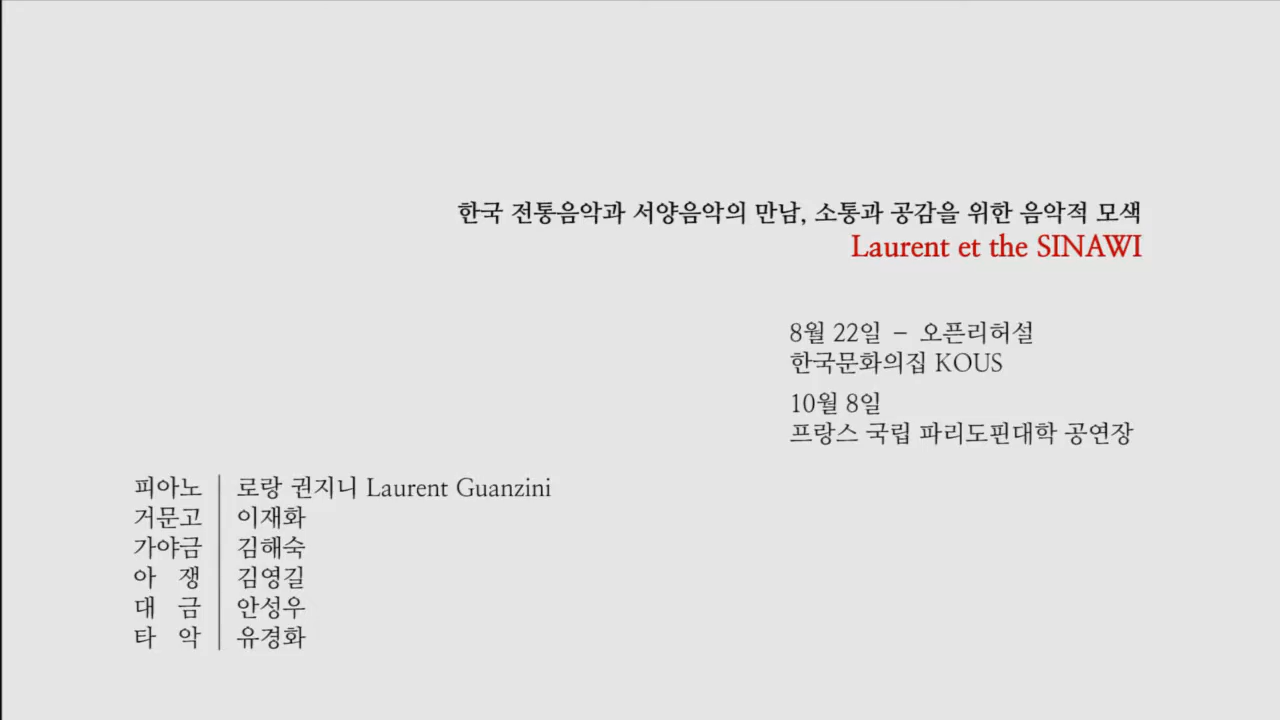 한국 전통음악과 서양음악의 만남, 소통과 공감을 위한 음악적 모색
Laurent et the SINAWI
8월 22일 - 오픈리허설
한국문화의집 KOUS
10월 8일
프랑스 국립 파리도핀대학 공연장
피아노 | 로랑 권지니 Laurent Guanzini
거문고 | 이재화
가야금 | 김해숙
아 쟁 | 김영길
대 금 | 안성우
타 악 | 유경화